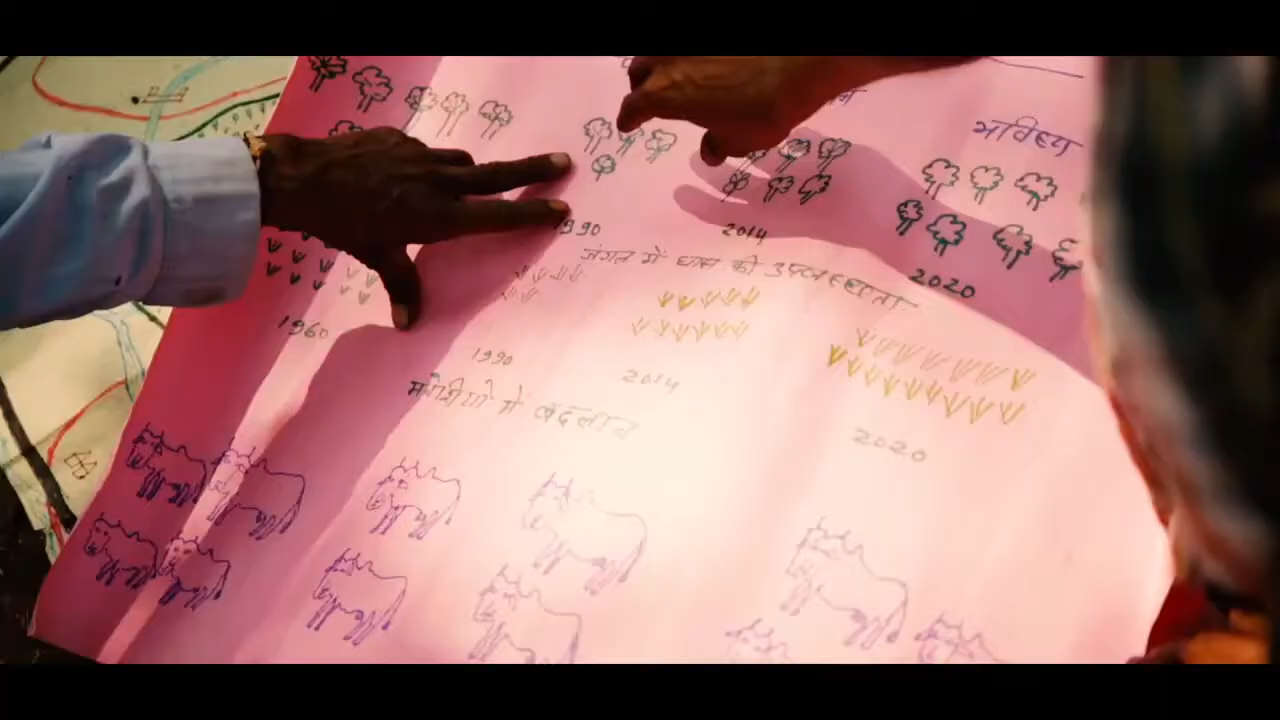 भविष्य
1990 2014 2020
जंगल में घास की उपलब्धता
1960 1990 2014 2020
मवेशीयों में बदलाव